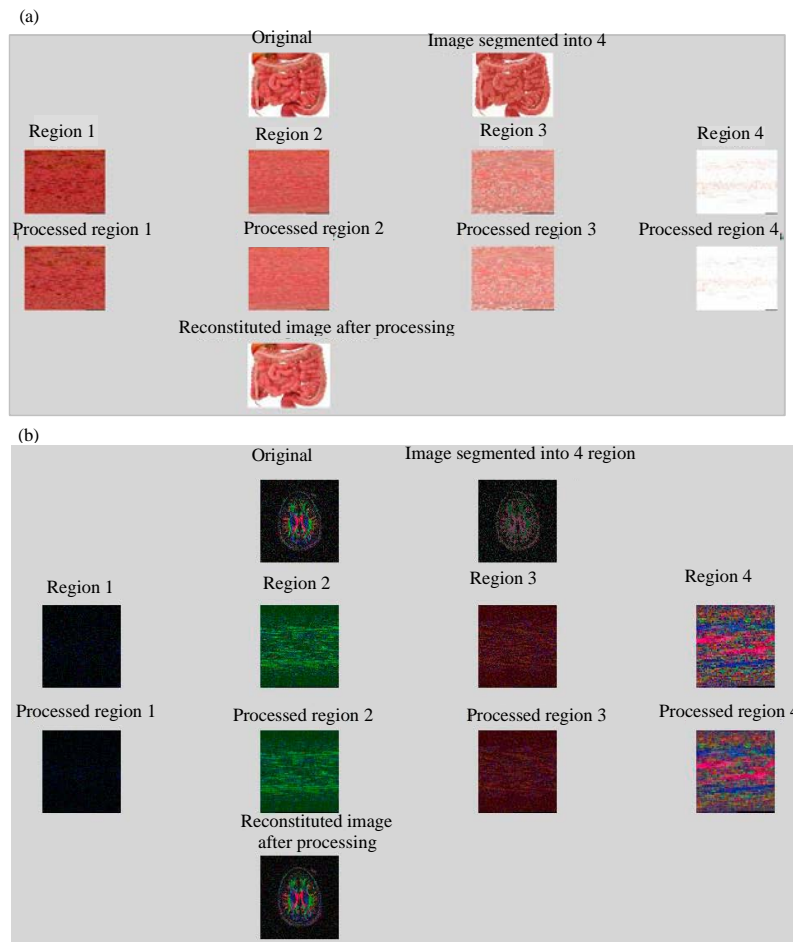 (a)
Original
Image segmented into 4
Region 1
Region 2
Region 3
Region 4
Processed region 1
Processed region 2
Processed region 3
Processed region 4
Reconstituted image after processing
(b)
Original
Image segmented into 4 region
Region 1
Region 2
Region 3
Region 4
Processed region 1
Processed region 2
Processed region 3
Processed region 4
Reconstituted image
after processing